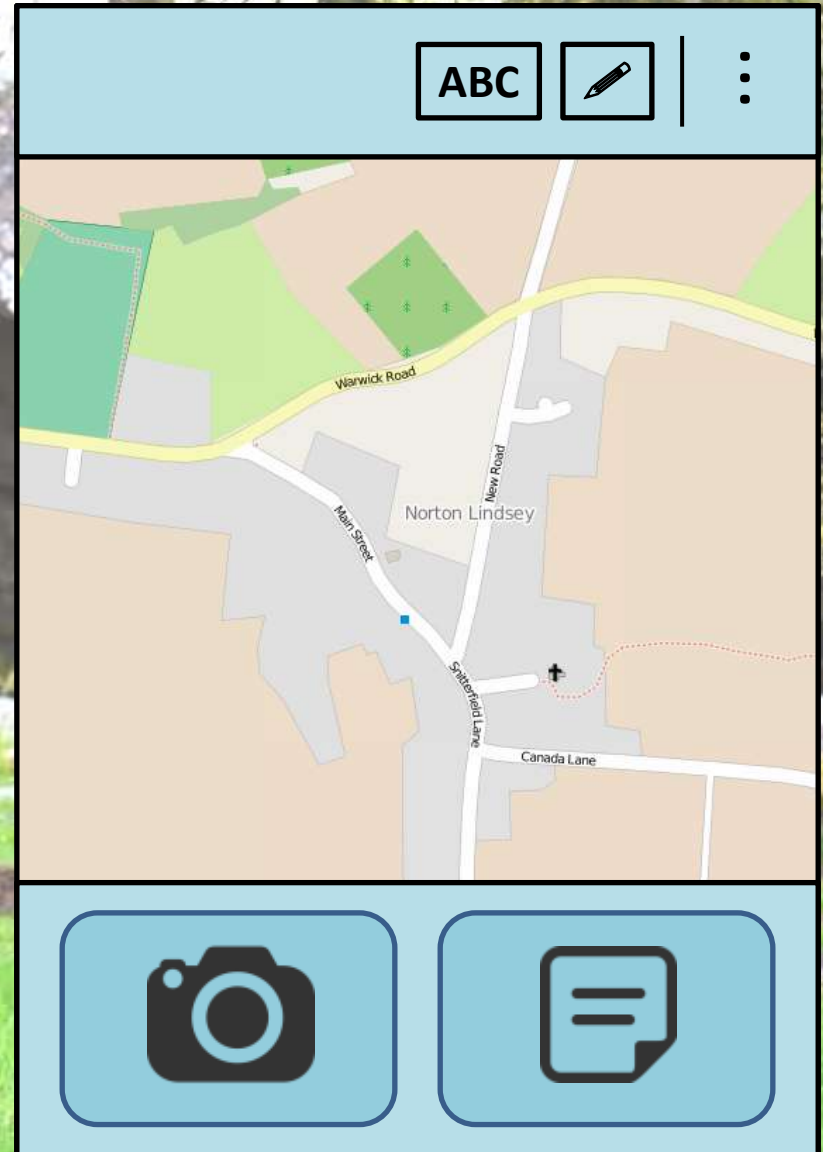 ABC
Warwick Road
New Road
Norton Lindsey
Main Street
Snitterfield Lane
Canada Lane